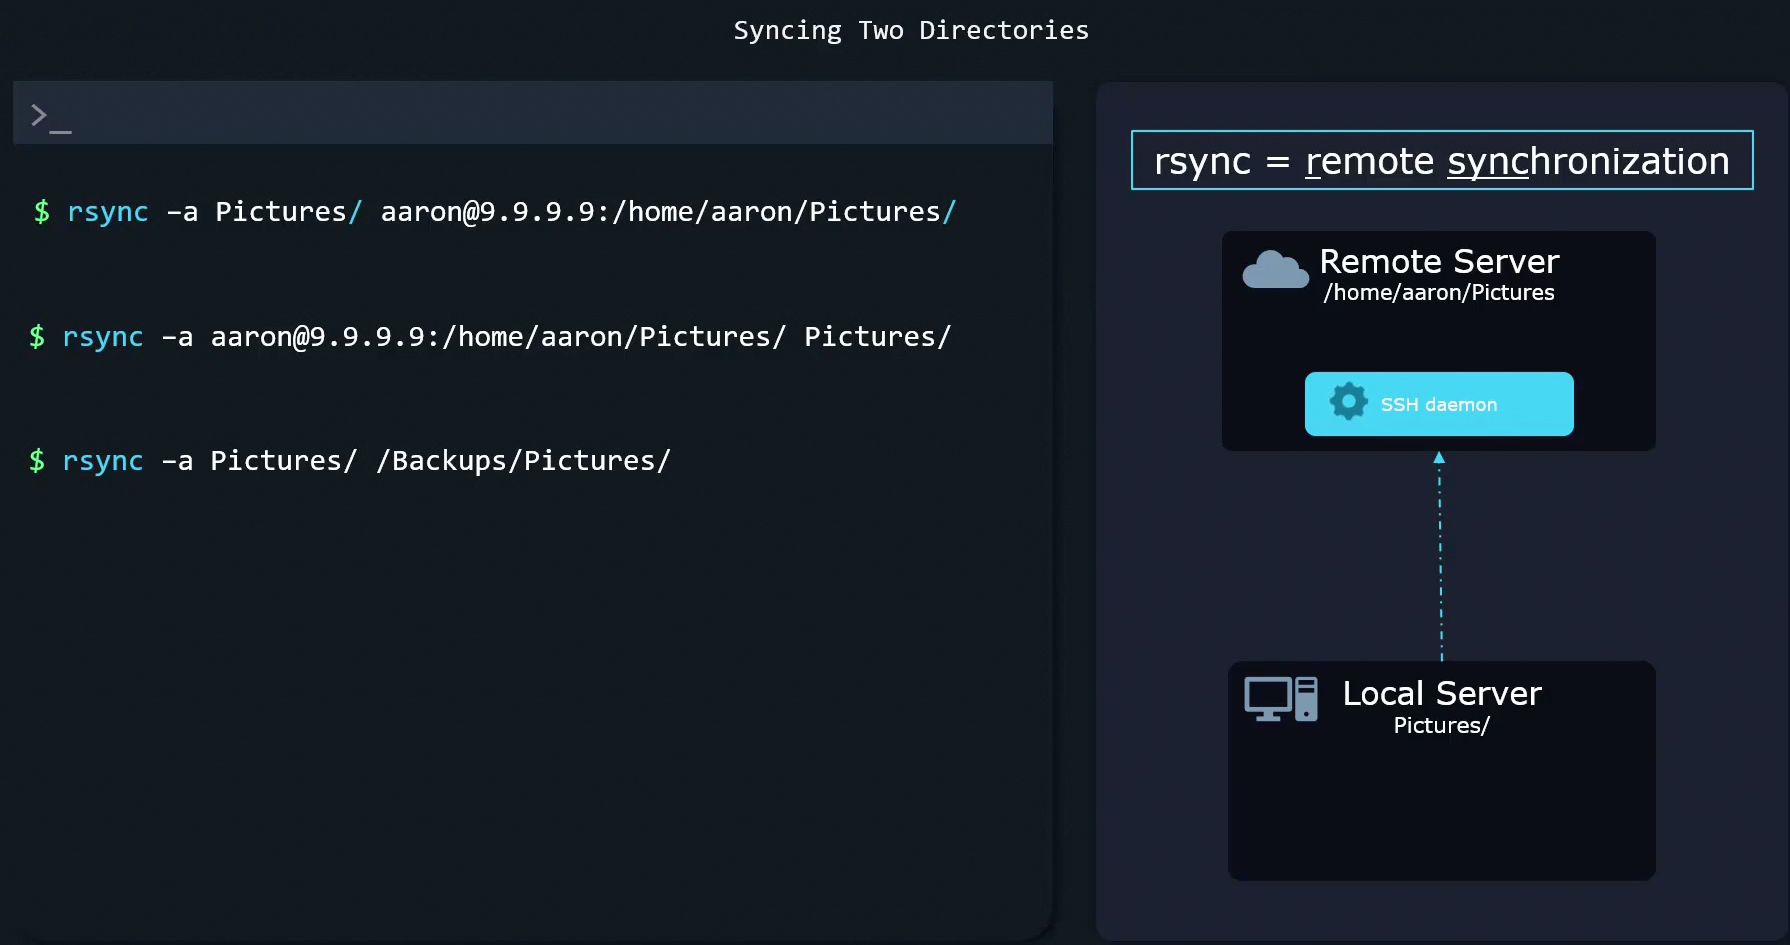 Syncing Two Directories
>_
$ rsync -a Pictures/ aaron@9.9.9.9:/home/aaron/Pictures/
$ rsync -a aaron@9.9.9.9:/home/aaron/Pictures/ Pictures/
$ rsync -a Pictures/ /Backups/Pictures/
rsync = remote synchronization
Remote Server
/home/aaron/Pictures
SSH daemon
Local Server
Pictures/